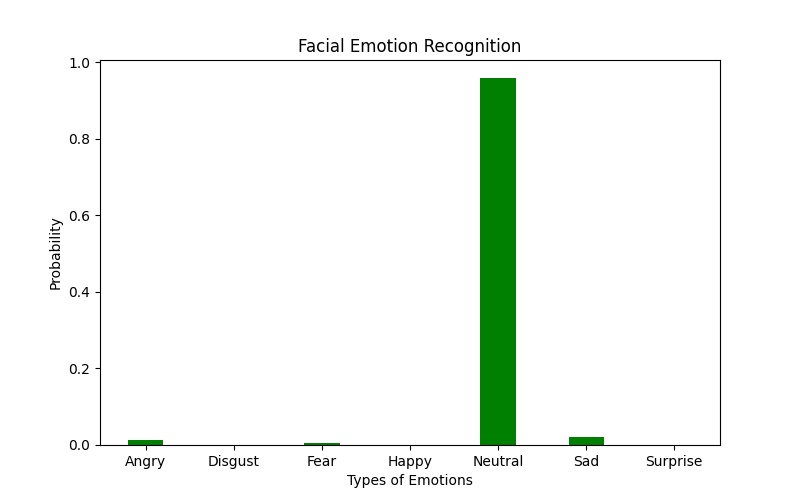 Facial Emotion Recognition
1.0
0.8
0.6
0.4
0.2
0.0
Probability
Angry Disgust Fear Happy Neutral Sad Surprise
Types of Emotions